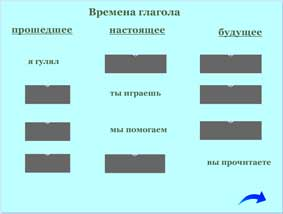 Времена глагола
прошедшее настоящее будущее
я гулял
ты играешь
мы помогаем
вы прочитаете